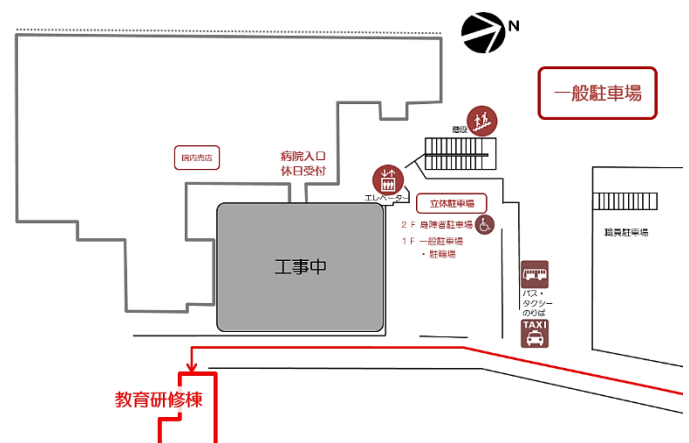 N
一般駐車場
階段
院内売店
病院入口
休日受付
エレベーター
立体駐車場
2F 身障者駐車場
1F 一般駐車場
・駐輪場
職員駐車場
工事中
バス・
タクシー
のりば
TAXI
教育研修棟